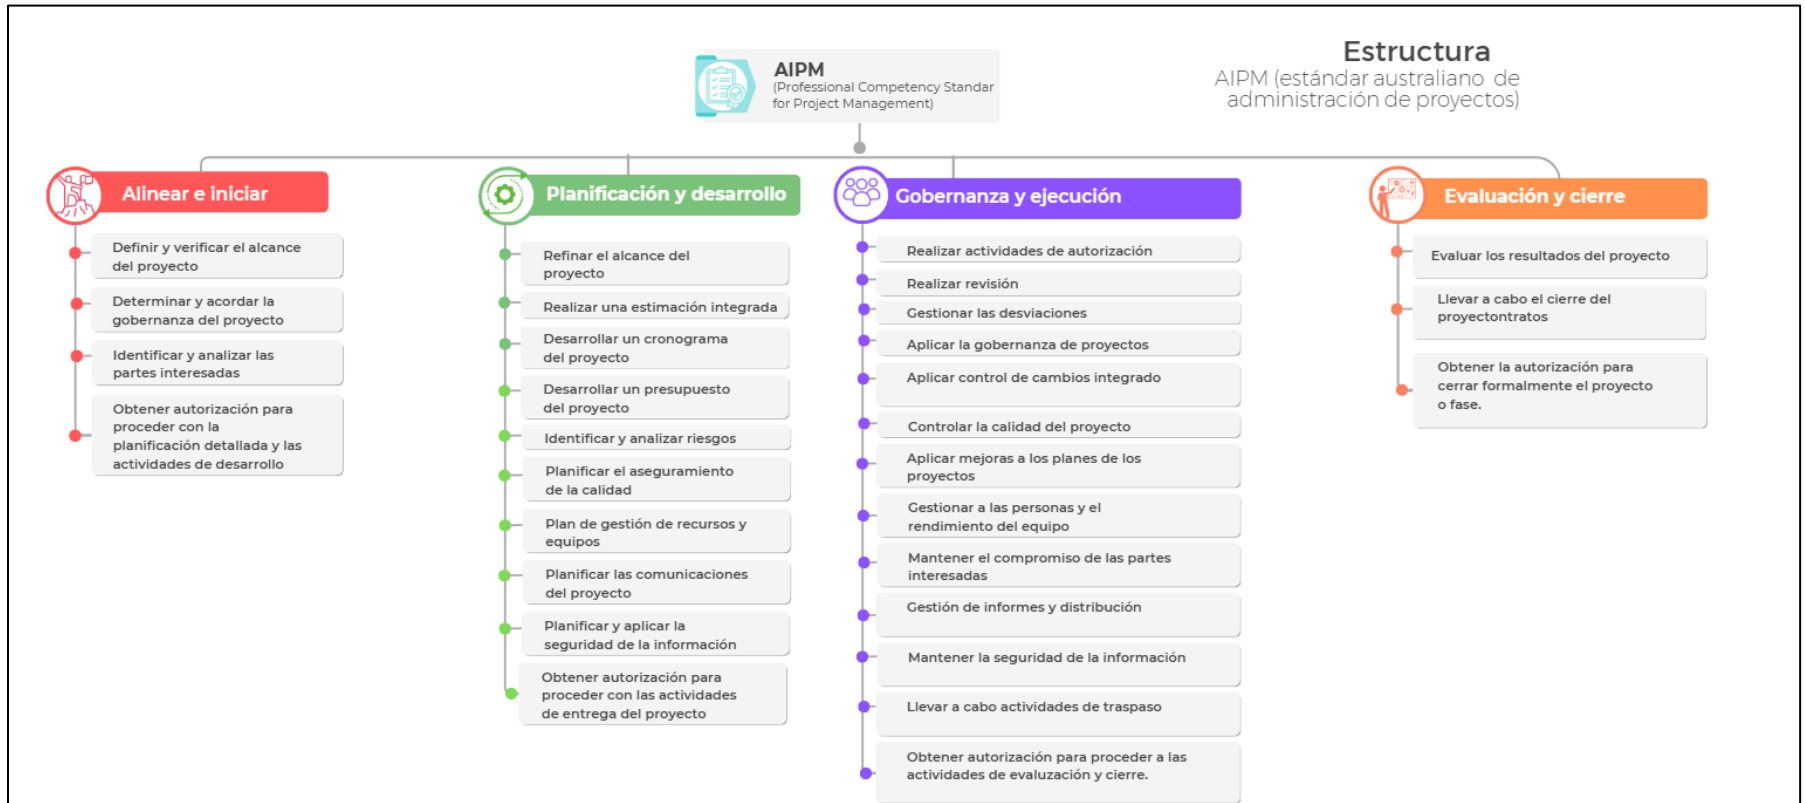 Estructura
AIPM (estándar australiano de
administración de proyectos)
AIPM
(Professional Competency Standar
for Project Management)
Alinear e iniciar
Definir y verificar el alcance
del proyecto
Determinar y acordar la
gobernanza del proyecto
Identificar y analizar las
partes interesadas
Obtener autorización para
proceder con la
planificación detallada y las
actividades de desarrollo
Planificación y desarrollo
Refinar el alcance del
proyecto
Realizar una estimación integrada
Desarrollar un cronograma
del proyecto
Desarrollar un presupuesto
del proyecto
Identificar y analizar riesgos
Planificar el aseguramiento
de la calidad
Plan de gestión de recursos y
equipos
Planificar las comunicaciones
del proyecto
Planificar y aplicar la
seguridad de la información
Obtener autorización para
proceder con las actividades
de entrega del proyecto
Gobernanza y ejecución
Realizar actividades de autorización
Realizar revisión
Gestionar las desviaciones
Aplicar la gobernanza de proyectos
Aplicar control de cambios integrado
Controlar la calidad del proyecto
Aplicar mejoras a los planes de los
proyectos
Gestionar a las personas y el
rendimiento del equipo
Mantener el compromiso de las partes
interesadas
Gestión de informes y distribución
Mantener la seguridad de la información
Llevar a cabo actividades de traspaso
Obtener autorización para proceder a las
actividades de evaluzación y cierre.
Evaluación y cierre
Evaluar los resultados del proyecto
Llevar a cabo el cierre del
proyectontratos
Obtener la autorización para
cerrar formalmente el proyecto
o fase.